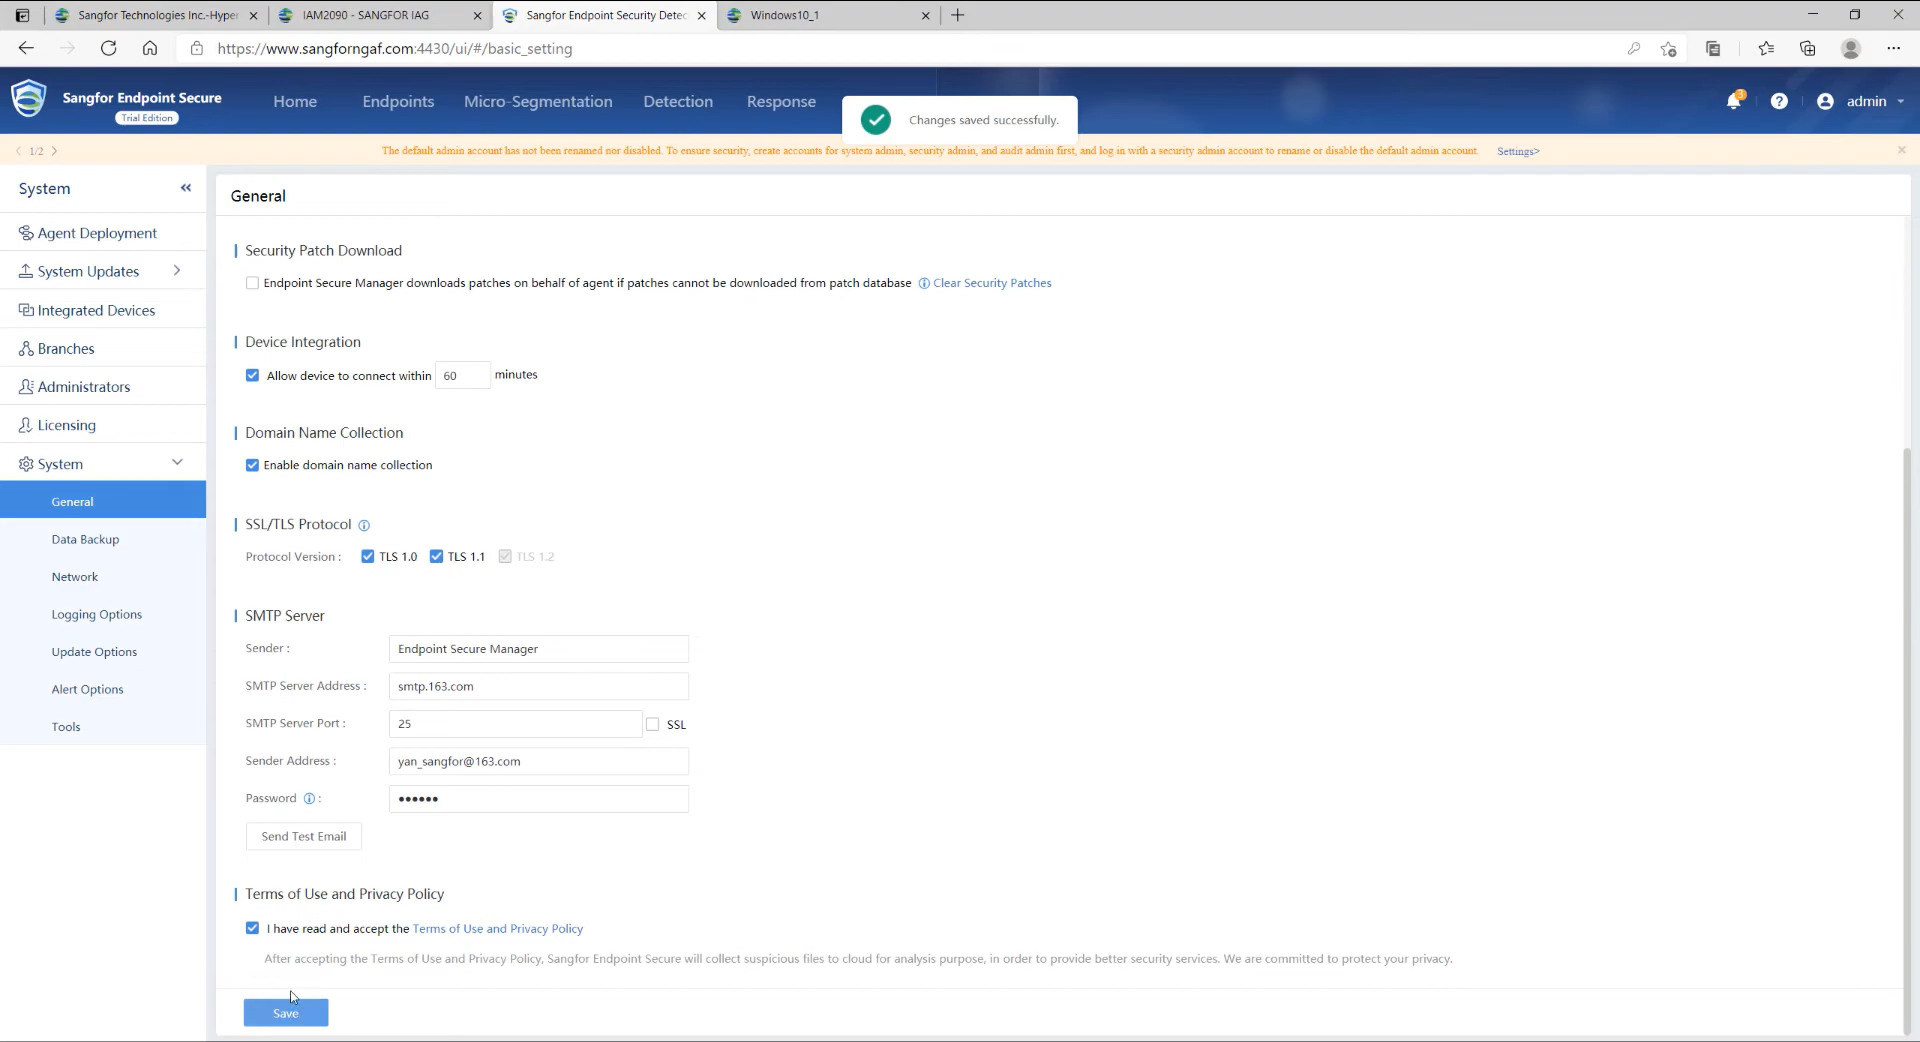 Sangfor Technologies Inc.-Hyper
IAM2090 - SANGFOR IAG
Sangfor Endpoint Security Detec
Windows10_1
https://www.sangforngaf.com:4430/ui/#/basic_setting
Sangfor Endpoint Secure
Trial Edition
Home
Endpoints
Micro-Segmentation
Detection
Response
Changes saved successfully.
3
admin
1/2
The default admin account has not been renamed nor disabled. To ensure security, create accounts for system admin, security admin, and audit admin first, and log in with a security admin account to rename or disable the default admin account. Settings>
System
Agent Deployment
System Updates
Integrated Devices
Branches
Administrators
Licensing
System
General
Data Backup
Network
Logging Options
Update Options
Alert Options
Tools
General
Security Patch Download
Endpoint Secure Manager downloads patches on behalf of agent if patches cannot be downloaded from patch database Clear Security Patches
Device Integration
Allow device to connect within 60 minutes
Domain Name Collection
Enable domain name collection
SSL/TLS Protocol
Protocol Version : TLS 1.0 TLS 1.1 TLS 1.2
SMTP Server
Sender : Endpoint Secure Manager
SMTP Server Address : smtp.163.com
SMTP Server Port : 25 SSL
Sender Address : yan_sangfor@163.com
Password : ••••••
Send Test Email
Terms of Use and Privacy Policy
I have read and accept the Terms of Use and Privacy Policy
After accepting the Terms of Use and Privacy Policy, Sangfor Endpoint Secure will collect suspicious files to cloud for analysis purpose, in order to provide better security services. We are committed to protect your privacy.
Save